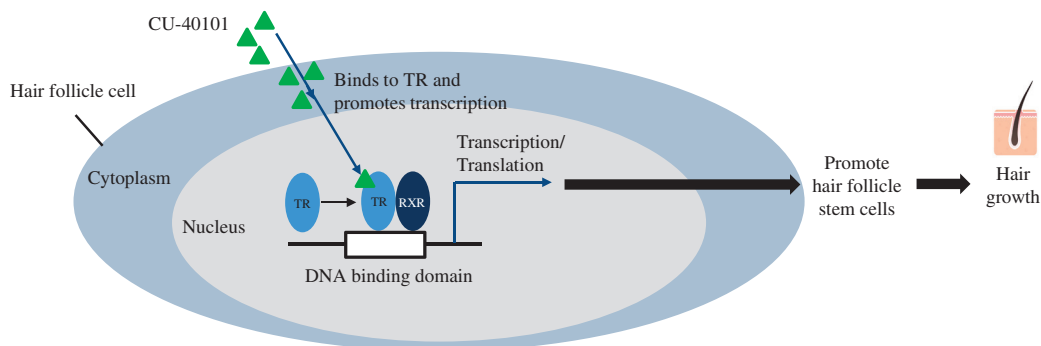 CU-40101
Binds to TR and
promotes transcription
Hair follicle cell
Cytoplasm
Nucleus
TR
TR
RXR
DNA binding domain
Transcription/
Translation
Promote
hair follicle
stem cells
Hair
growth